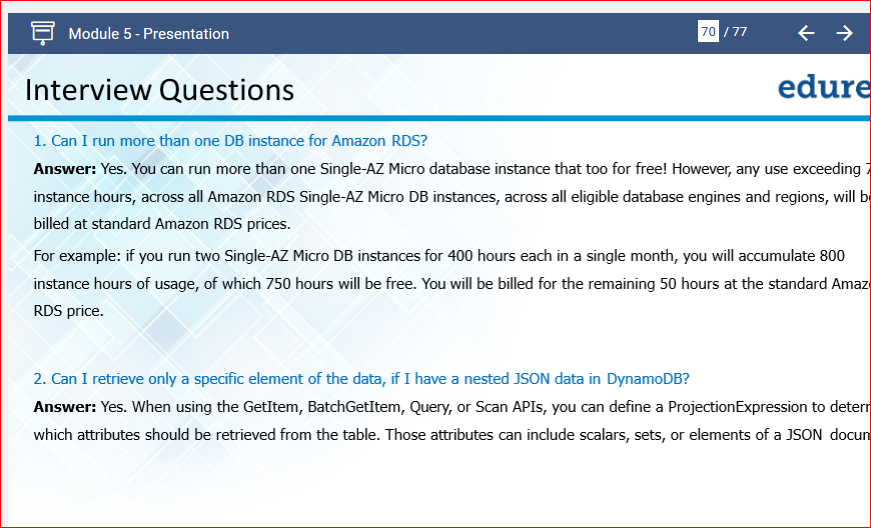 Module 5 - Presentation
70 / 77
Interview Questions
1. Can I run more than one DB instance for Amazon RDS?
Answer: Yes. You can run more than one Single-AZ Micro database instance that too for free! However, any use exceeding
instance hours, across all Amazon RDS Single-AZ Micro DB instances, across all eligible database engines and regions, will
billed at standard Amazon RDS prices.
For example: if you run two Single-AZ Micro DB instances for 400 hours each in a single month, you will accumulate 800
instance hours of usage, of which 750 hours will be free. You will be billed for the remaining 50 hours at the standard
RDS price.
2. Can I retrieve only a specific element of the data, if I have a nested JSON data in DynamoDB?
Answer: Yes. When using the GetItem, BatchGetItem, Query, or Scan APIs, you can define a ProjectionExpression to
which attributes should be retrieved from the table. Those attributes can include scalars, sets, or elements of a JSON